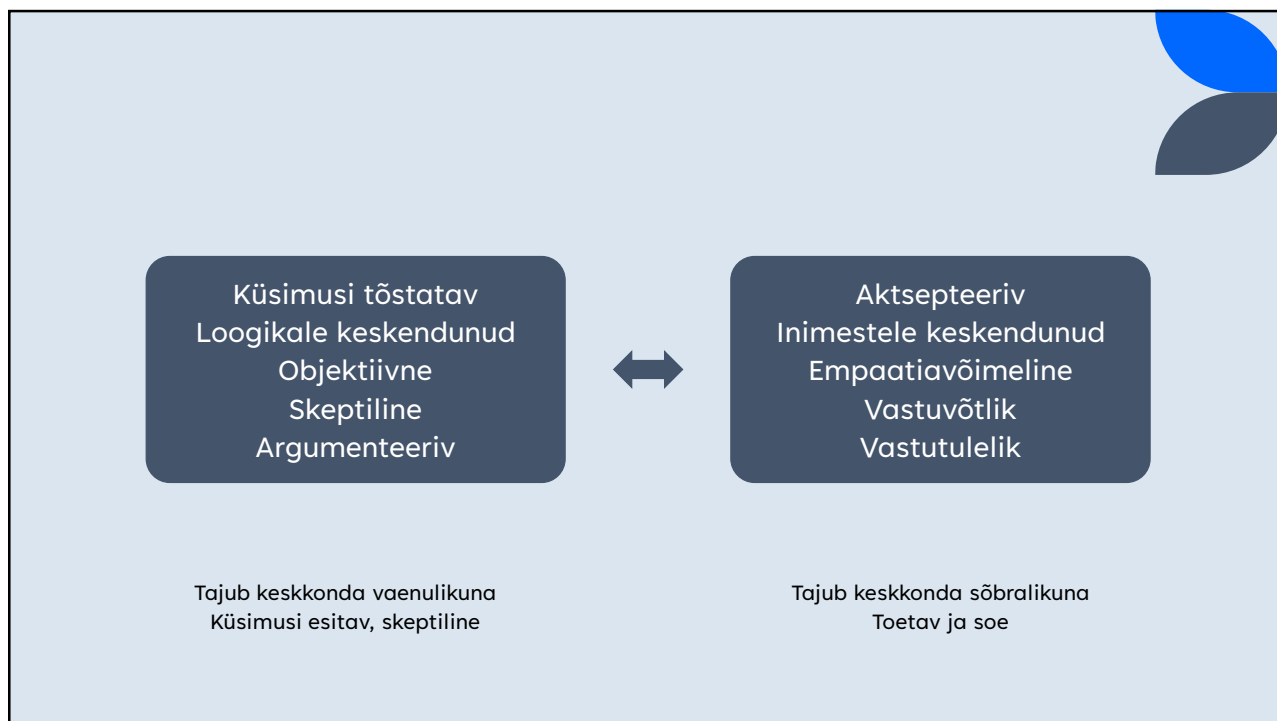 Küsimusi tõstatav
Loogikale keskendunud
Objektiivne
Skeptiline
Argumenteeriv
Aktsepteeriv
Inimestele keskendunud
Empaatiavõimeline
Vastuvõtlik
Vastutulelik
Tajub keskkonda vaenulikuna
Küsimusi esitav, skeptiline
Tajub keskkonda sõbralikuna
Toetav ja soe